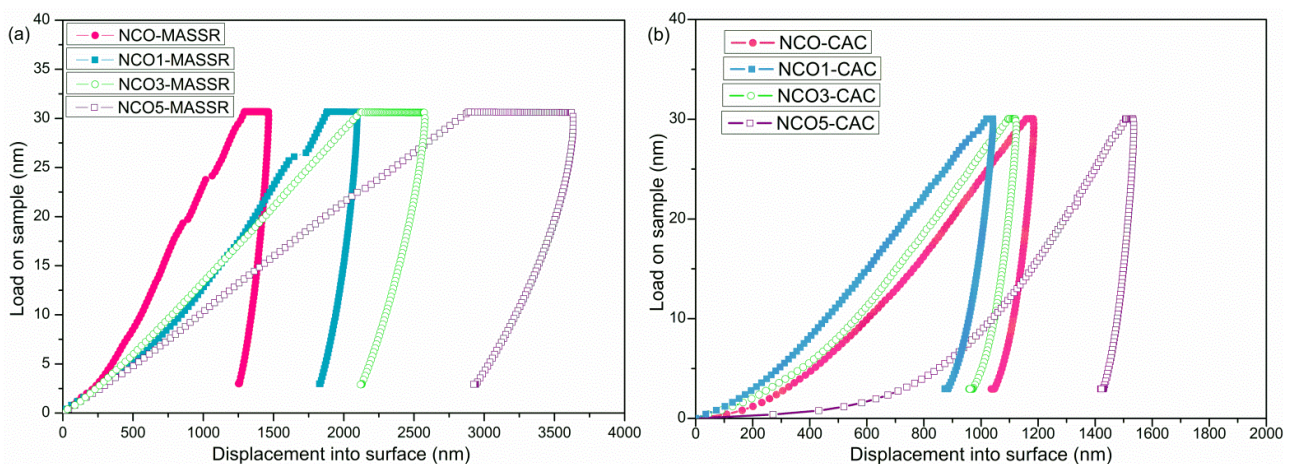 (a)
NCO-MASSR
NCO1-MASSR
NCO3-MASSR
NCO5-MASSR
Load on sample (nm)
40
35
30
25
20
15
10
5
0
0 500 1000 1500 2000 2500 3000 3500 4000
Displacement into surface (nm)
(b)
NCO-CAC
NCO1-CAC
NCO3-CAC
NCO5-CAC
Load on sample (nm)
40
30
20
10
0
0 200 400 600 800 1000 1200 1400 1600 1800 2000
Displacement into surface (nm)